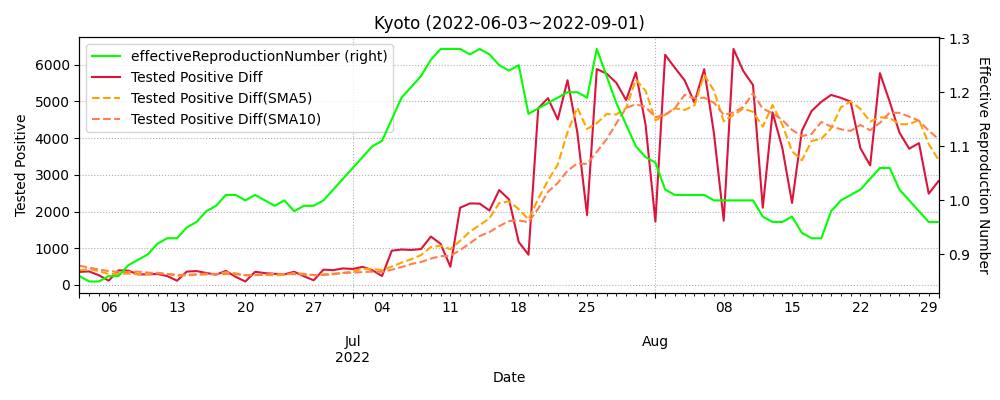 Kyoto (2022-06-03~2022-09-01)
effectiveReproductionNumber (right)
Tested Positive Diff
Tested Positive Diff(SMA5)
Tested Positive Diff(SMA10)
Tested Positive
6000
5000
4000
3000
2000
1000
0
1.3
1.2
1.1
1.0
0.9
Effective Reproduction Number
06 13 20 27 04 11 18 25 08 15 22 29
Jul Aug
2022
Date